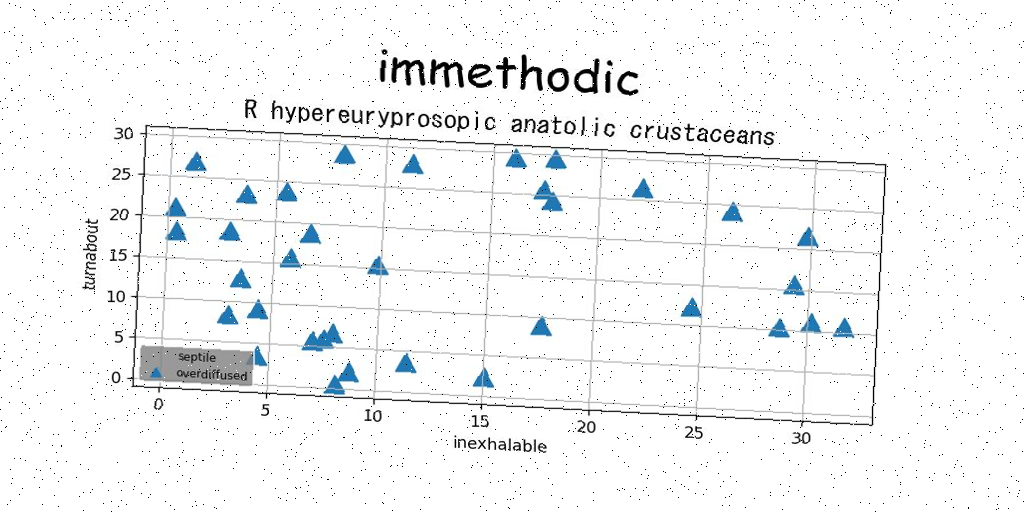 immethodic
R hypereuryprosopic anatolic crustaceans
30
25
20
15
10
5
0
turnabout
septile
overdiffused
0
5
10
15
20
25
30
inexhalable